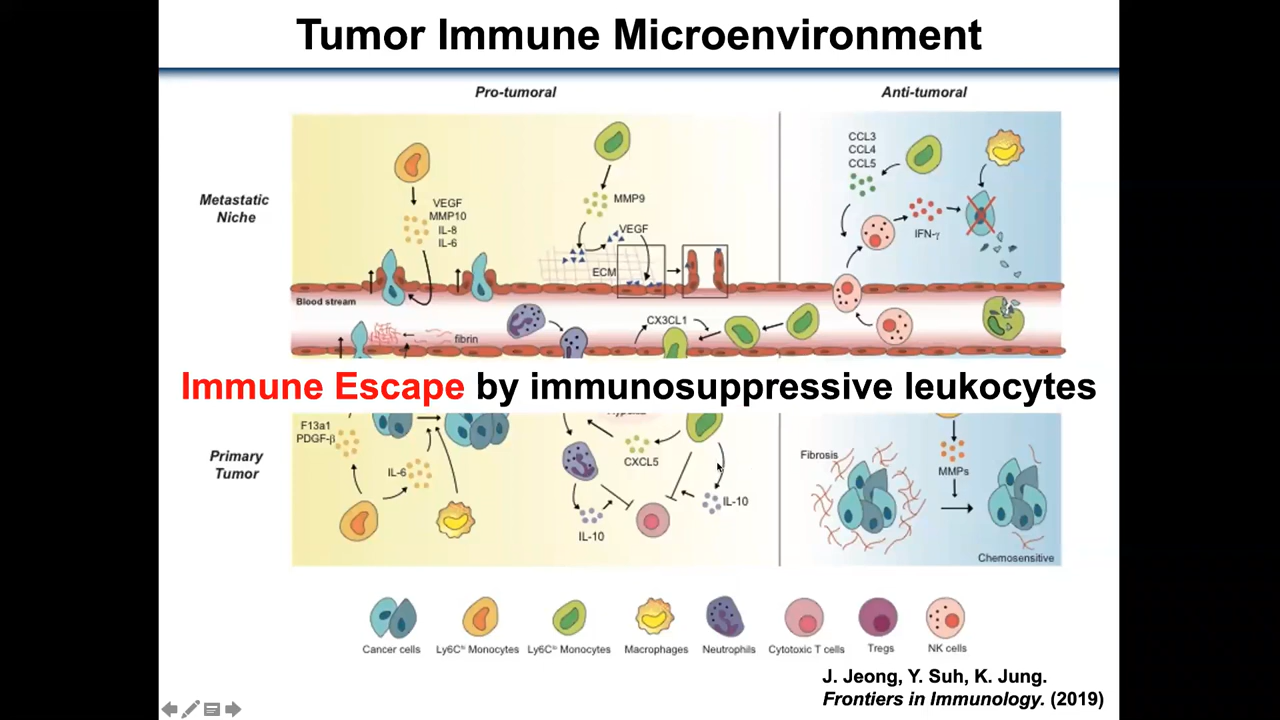 Tumor Immune Microenvironment
Pro-tumoral
Anti-tumoral
Metastatic
Niche
VEGF
MMP10
IL-8
IL-6
MMP9
VEGF
ECM
CCL3
CCL4
CCL5
IFN-γ
Blood stream
fibrin
CX3CL1
Immune Escape by immunosuppressive leukocytes
Primary
Tumor
F13a1
PDGF-β
IL-6
CXCL5
IL-10
IL-10
Fibrosis
MMPs
Chemosensitive
Cancer cells
Ly6Cʰⁱ Monocytes
Ly6Cˡᵒ Monocytes
Macrophages
Neutrophils
Cytotoxic T cells
Tregs
NK cells
J. Jeong, Y. Suh, K. Jung.
Frontiers in Immunology. (2019)